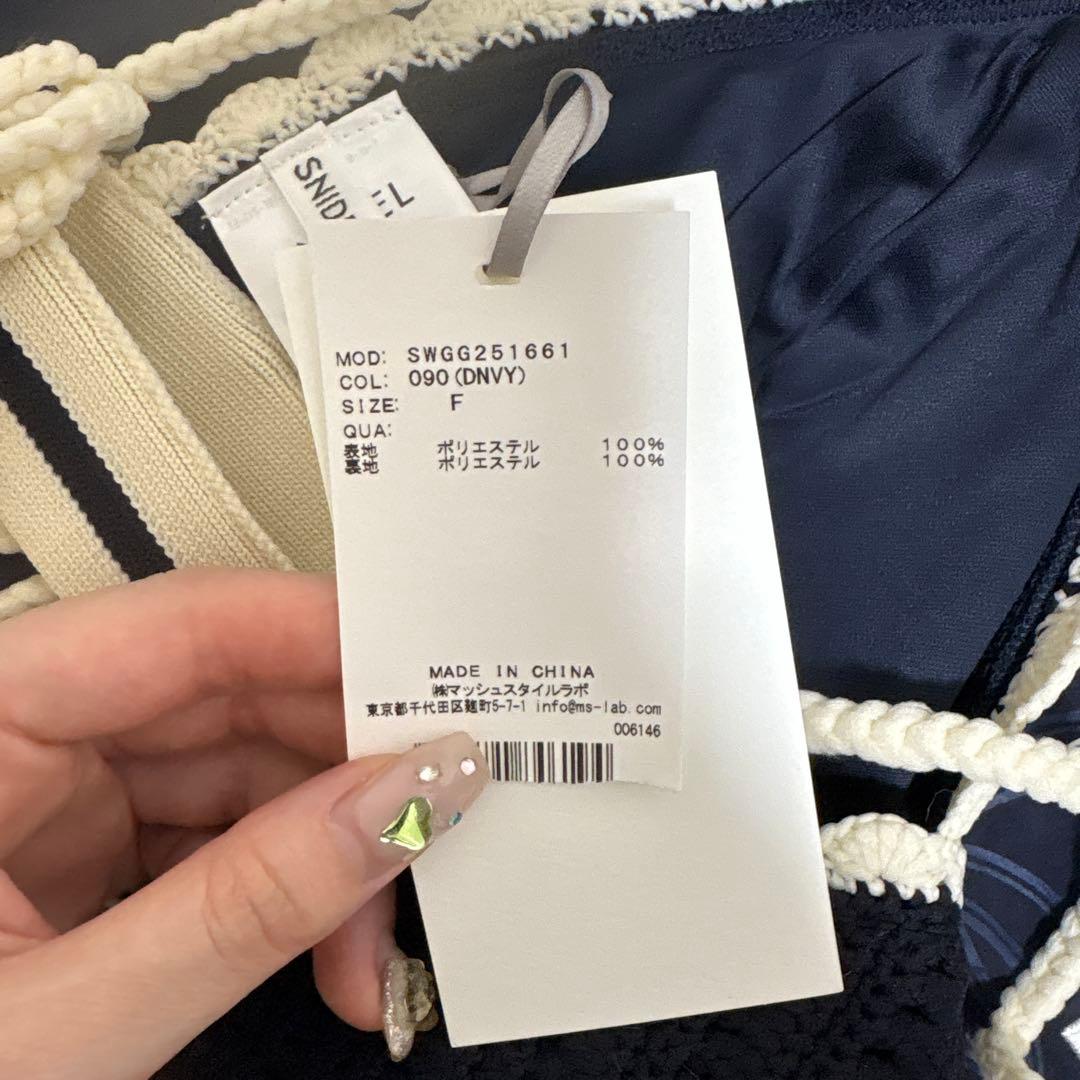 SNID
EL
MOD: SWGG251661
COL: 090(DNVY)
SIZE: F
QUA:
表地 ポリエステル 100%
裏地 ポリエステル 100%
MADE IN CHINA
㈱マッシュスタイルラボ
東京都千代田区麹町5-7-1 info@ms-lab.com
006146